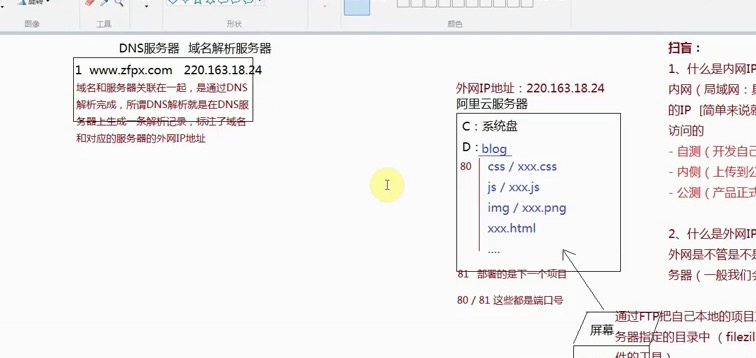 图像
工具
形状
颜色
DNS服务器 域名解析服务器
1 www.zfpx.com 220.163.18.24
域名和服务器关联在一起，是通过DNS
解析完成，所谓DNS解析就是在DNS服
务器上生成一条解析记录，标注了域名
和对应的服务器的外网IP地址
外网IP地址：220.163.18.24
阿里云服务器
C：系统盘
D：blog
80
css / xxx.css
js / xxx.js
img / xxx.png
xxx.html
....
81 部署的是下一个项目
80 / 81 这些都是端口号
屏幕
扫盲：
1、什么是内网IP
内网（局域网：
的IP [简单来说就
访问的
- 自测（开发自己
- 内侧（上传到公
- 公测（产品正式
2、什么是外网IP
外网是不管是不是
务器（一般我们会
通过FTP把自己本地的项目
务器指定的目录中（filezil
件的工具）